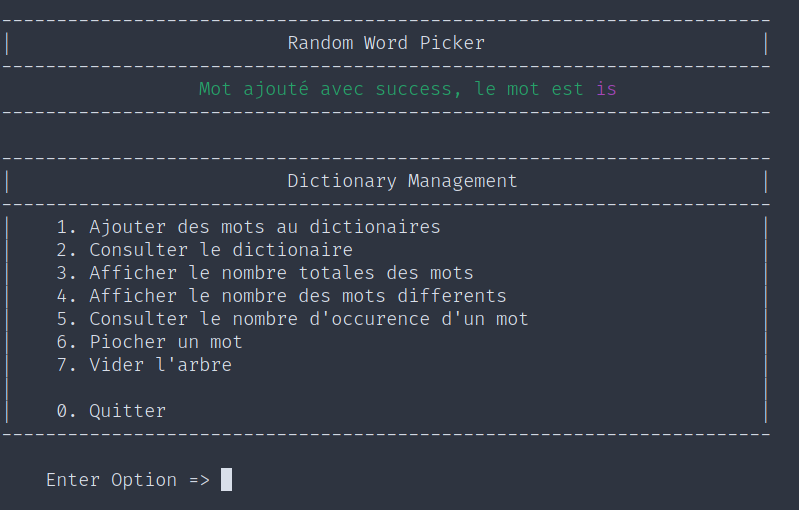 Random Word Picker
Mot ajouté avec success, le mot est is
Dictionary Management
1. Ajouter des mots au dictionaires
2. Consulter le dictionaire
3. Afficher le nombre totales des mots
4. Afficher le nombre des mots differents
5. Consulter le nombre d'occurence d'un mot
6. Piocher un mot
7. Vider l'arbre
0. Quitter
Enter Option =>